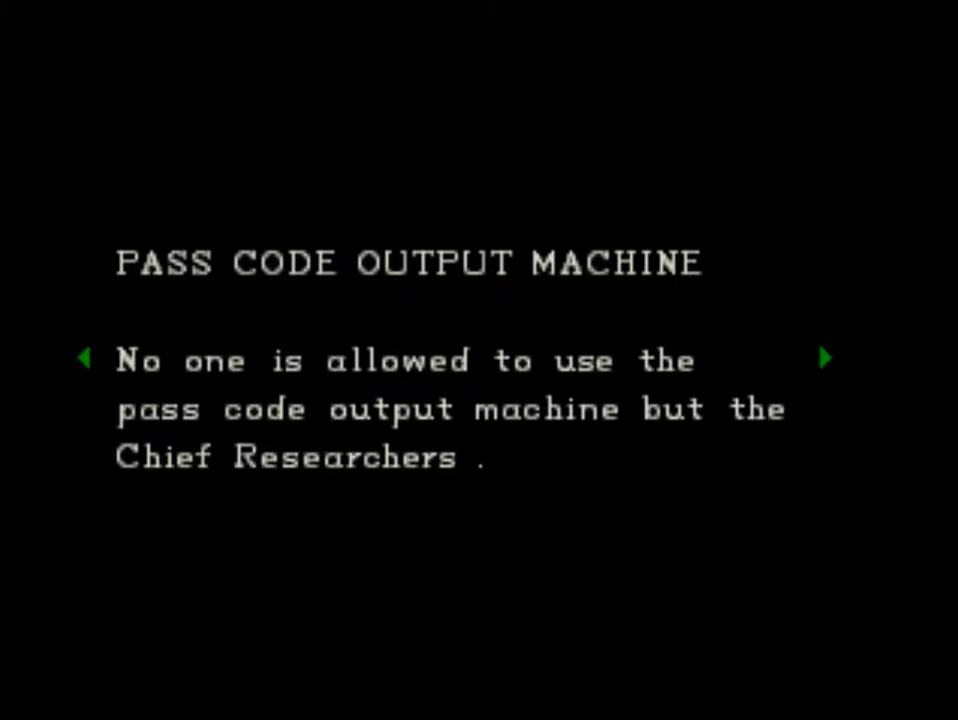 PASS CODE OUTPUT MACHINE
No one is allowed to use the
pass code output machine but the
Chief Researchers .